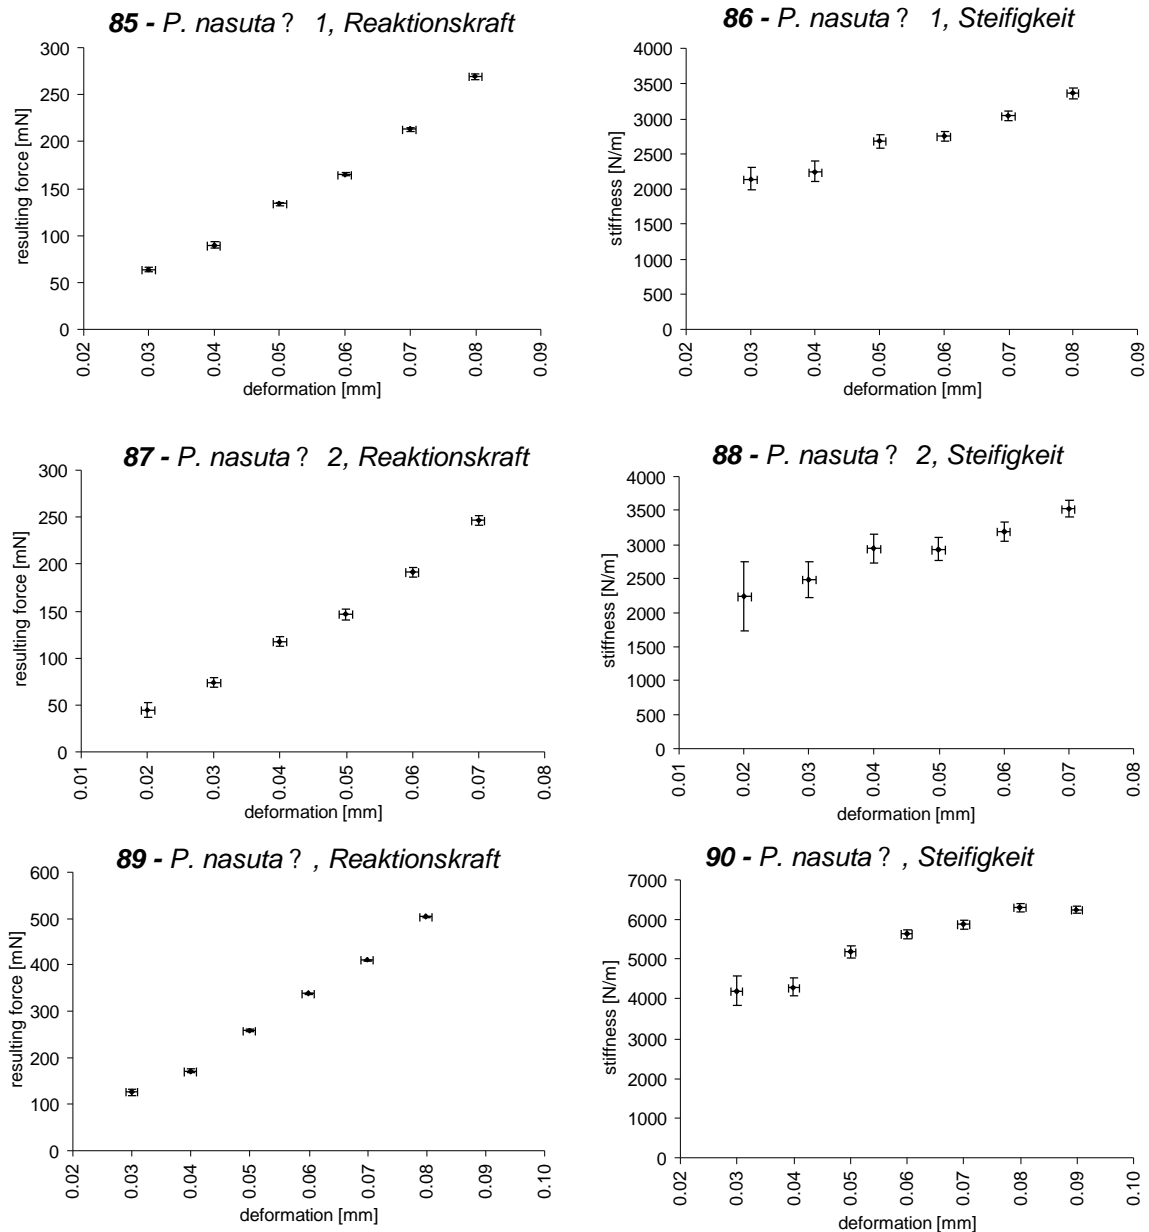 85 - P. nasuta ? 1, Reaktionskraft
300
250
200
150
100
50
0
resulting force [mN]
0.02 0.03 0.04 0.05 0.06 0.07 0.08 0.09
deformation [mm]
86 - P. nasuta ? 1, Steifigkeit
4000
3500
3000
2500
2000
1500
1000
500
0
stiffness [N/m]
0.02 0.03 0.04 0.05 0.06 0.07 0.08 0.09
deformation [mm]
87 - P. nasuta ? 2, Reaktionskraft
300
250
200
150
100
50
0
resulting force [mN]
0.01 0.02 0.03 0.04 0.05 0.06 0.07 0.08
deformation [mm]
88 - P. nasuta ? 2, Steifigkeit
4000
3500
3000
2500
2000
1500
1000
500
0
stiffness [N/m]
0.01 0.02 0.03 0.04 0.05 0.06 0.07 0.08
deformation [mm]
89 - P. nasuta ? , Reaktionskraft
600
500
400
300
200
100
0
resulting force [mN]
0.02 0.03 0.04 0.05 0.06 0.07 0.08 0.09 0.10
deformation [mm]
90 - P. nasuta ? , Steifigkeit
7000
6000
5000
4000
3000
2000
1000
0
stiffness [N/m]
0.02 0.03 0.04 0.05 0.06 0.07 0.08 0.09 0.10
deformation [mm]